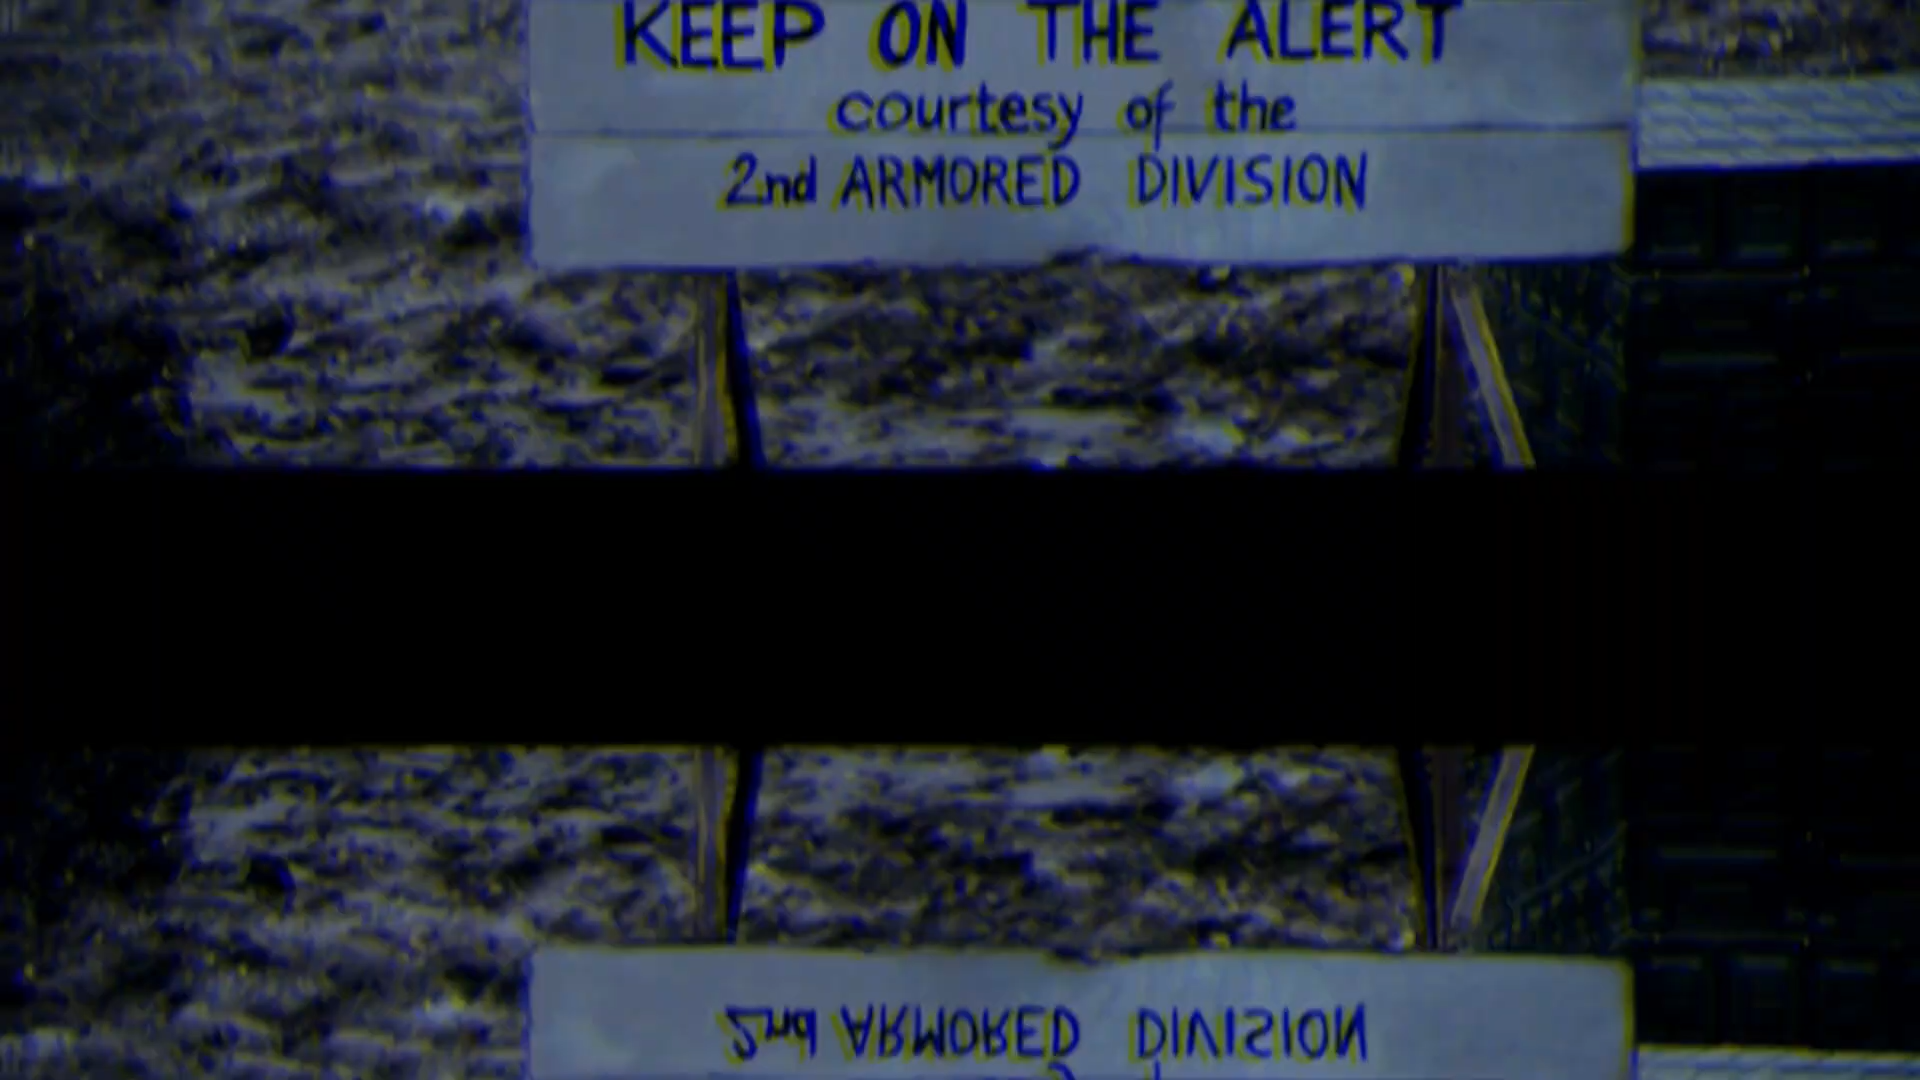 KEEP ON THE ALERT
courtesy of the
2nd ARMORED DIVISION
2nd ARMORED DIVISION